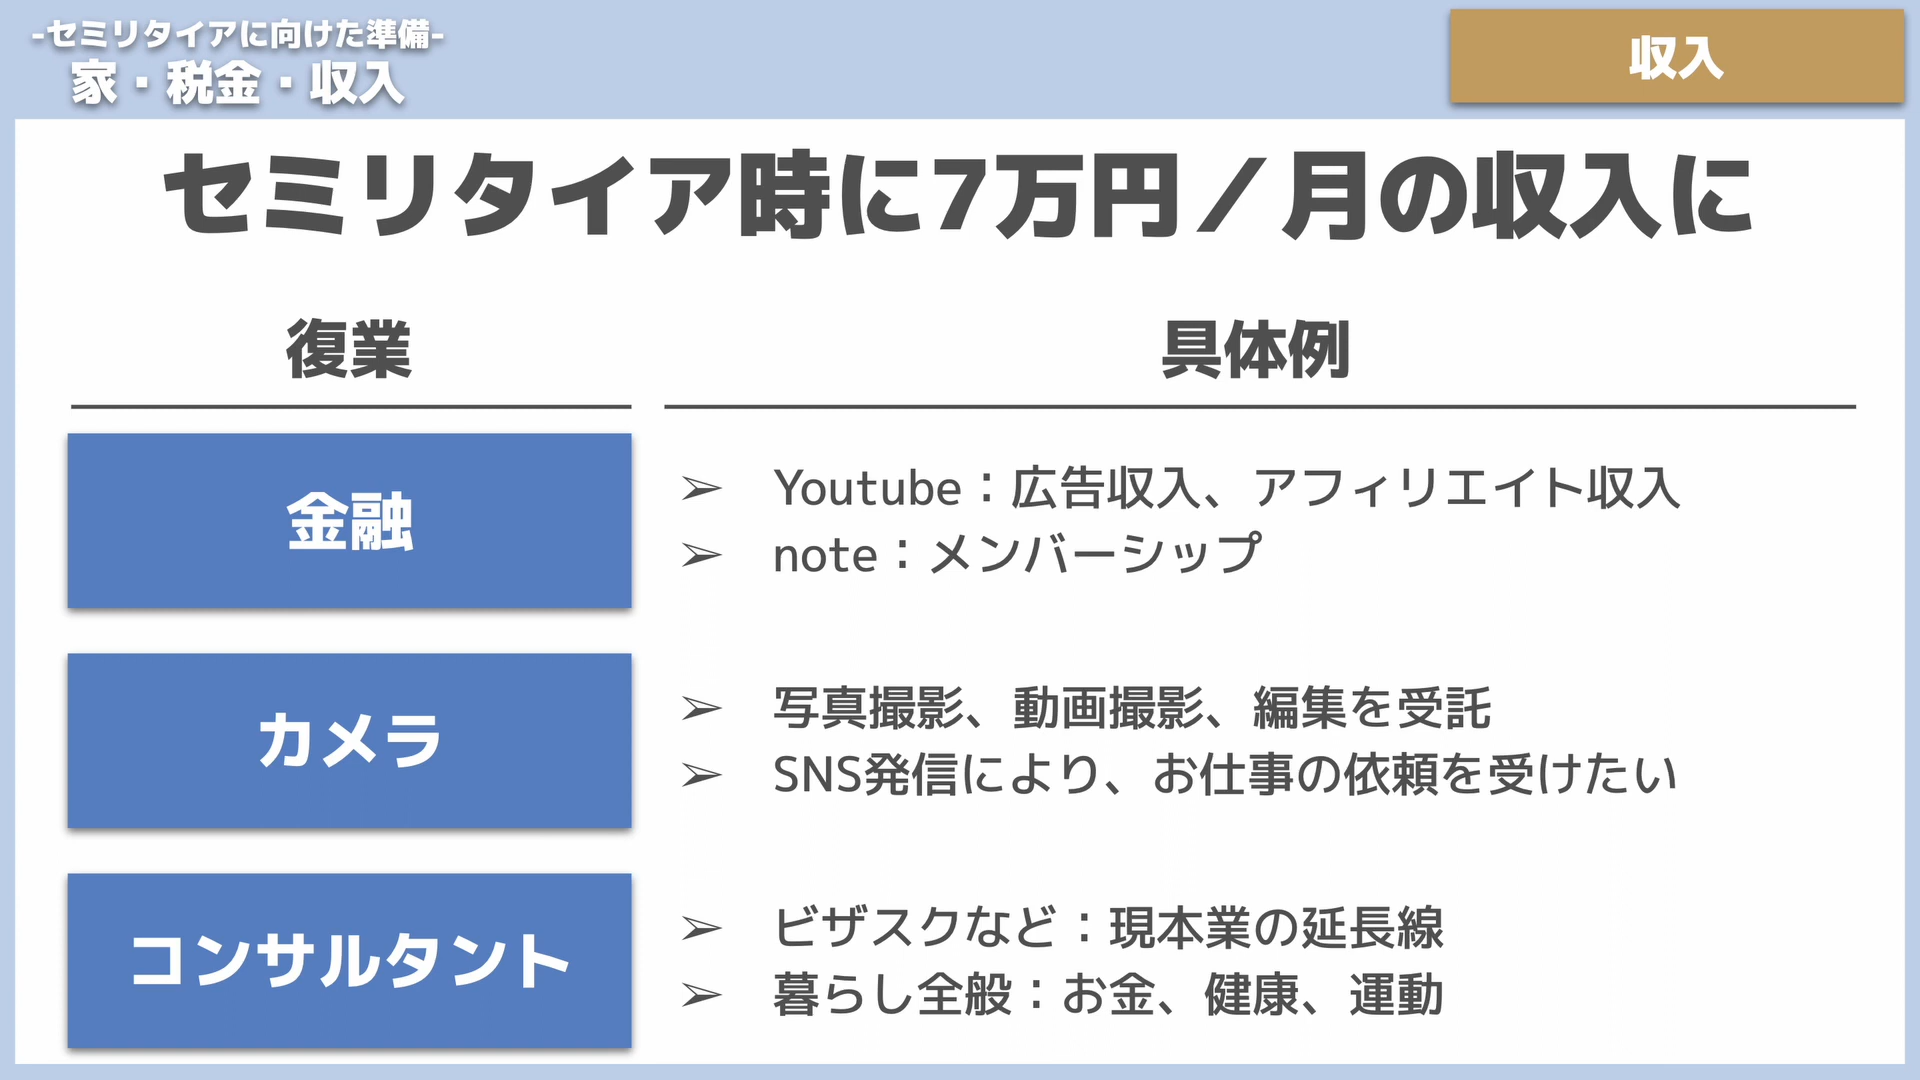 -セミリタイアに向けた準備-
家・税金・収入
収入
セミリタイア時に7万円／月の収入に
復業
具体例
金融
➢ Youtube：広告収入、アフィリエイト収入
➢ note：メンバーシップ
カメラ
➢ 写真撮影、動画撮影、編集を受託
➢ SNS発信により、お仕事の依頼を受けたい
コンサルタント
➢ ビザスクなど：現本業の延長線
➢ 暮らし全般：お金、健康、運動